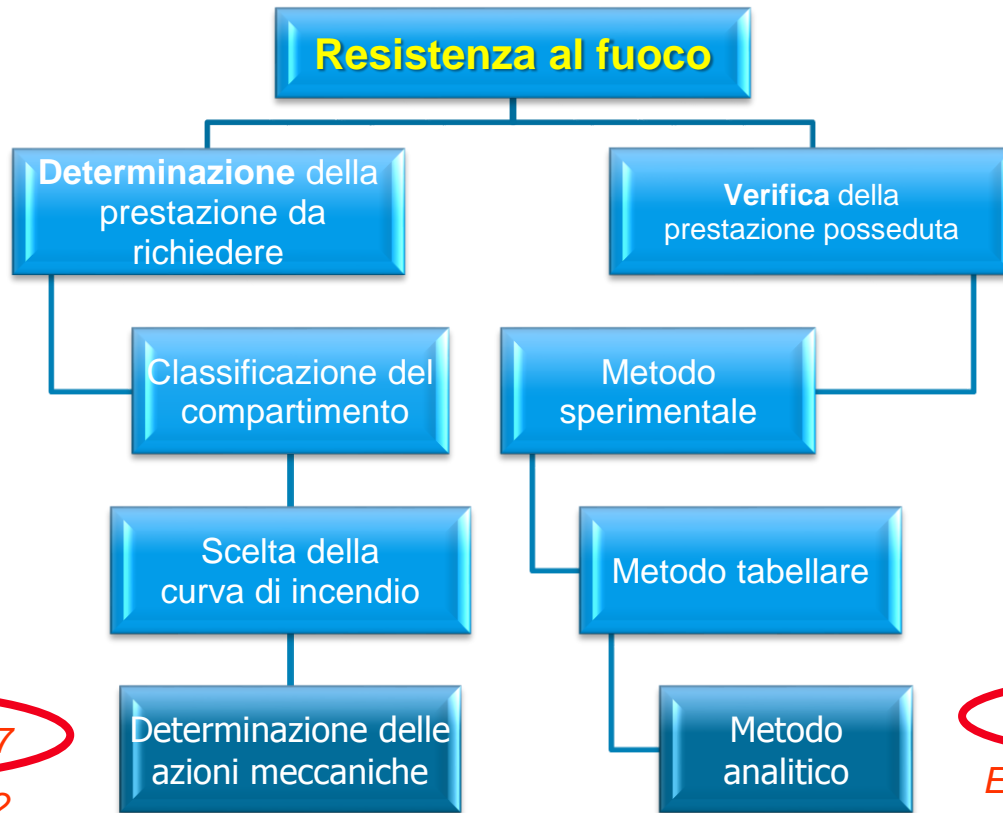 Resistenza al fuoco
Determinazione della
prestazione da
richiedere
Verifica della
prestazione posseduta
Classificazione del
compartimento
Metodo
sperimentale
Scelta della
curva di incendio
Metodo tabellare
Determinazione delle
azioni meccaniche
Metodo
analitico
7
E